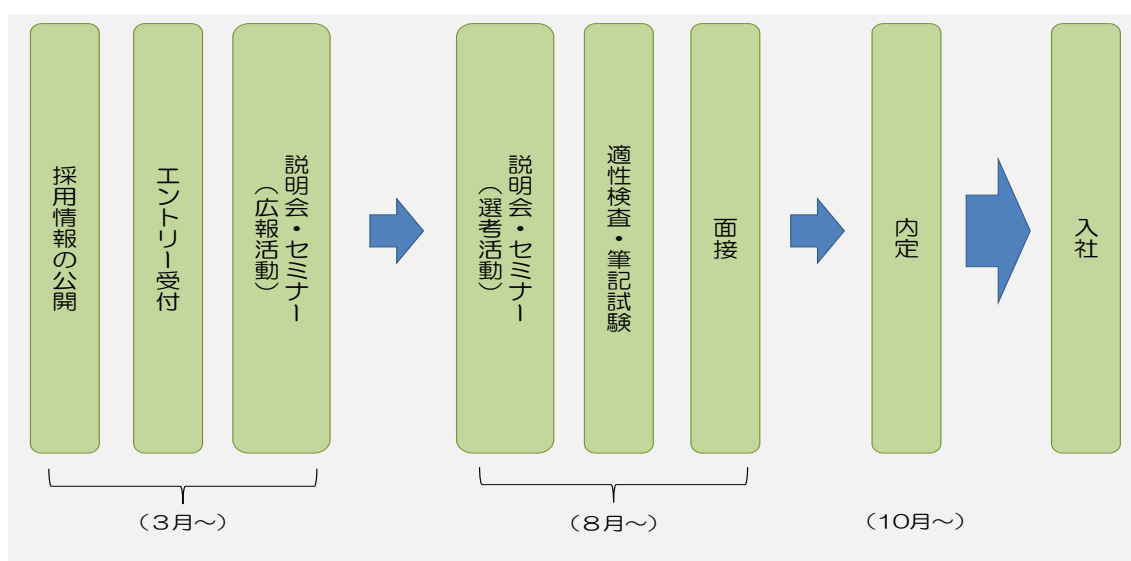 採用情報の公開
エントリー受付
説明会・セミナー
（広報活動）
説明会・セミナー
（選考活動）
適性検査・筆記試験
面接
内定
入社
（３月～）
（８月～）
（10月～）